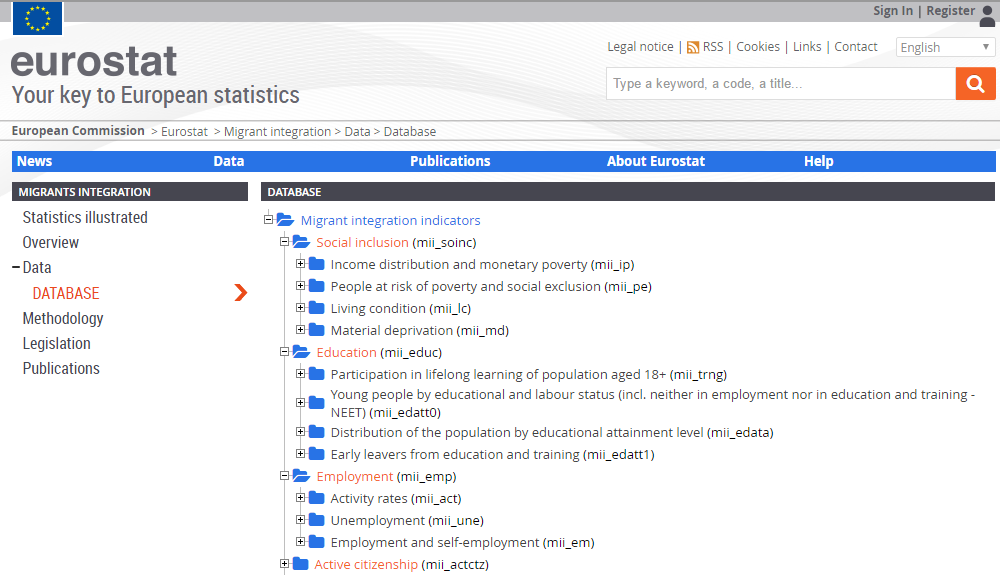 Sign In | Register
eurostat
Your key to European statistics
Legal notice | RSS | Cookies | Links | Contact
English
Type a keyword, a code, a title...
European Commission > Eurostat > Migrant integration > Data > Database
News Data Publications About Eurostat Help
MIGRANTS INTEGRATION
Statistics illustrated
Overview
Data
DATABASE
Methodology
Legislation
Publications
DATABASE
Migrant integration indicators
Social inclusion (mii_soinc)
Income distribution and monetary poverty (mii_ip)
People at risk of poverty and social exclusion (mii_pe)
Living condition (mii_lc)
Material deprivation (mii_md)
Education (mii_educ)
Participation in lifelong learning of population aged 18+ (mii_trng)
Young people by educational and labour status (incl. neither in employment nor in education and training -
NEET) (mii_edatt0)
Distribution of the population by educational attainment level (mii_edata)
Early leavers from education and training (mii_edatt1)
Employment (mii_emp)
Activity rates (mii_act)
Unemployment (mii_une)
Employment and self-employment (mii_em)
Active citizenship (mii_actctz)